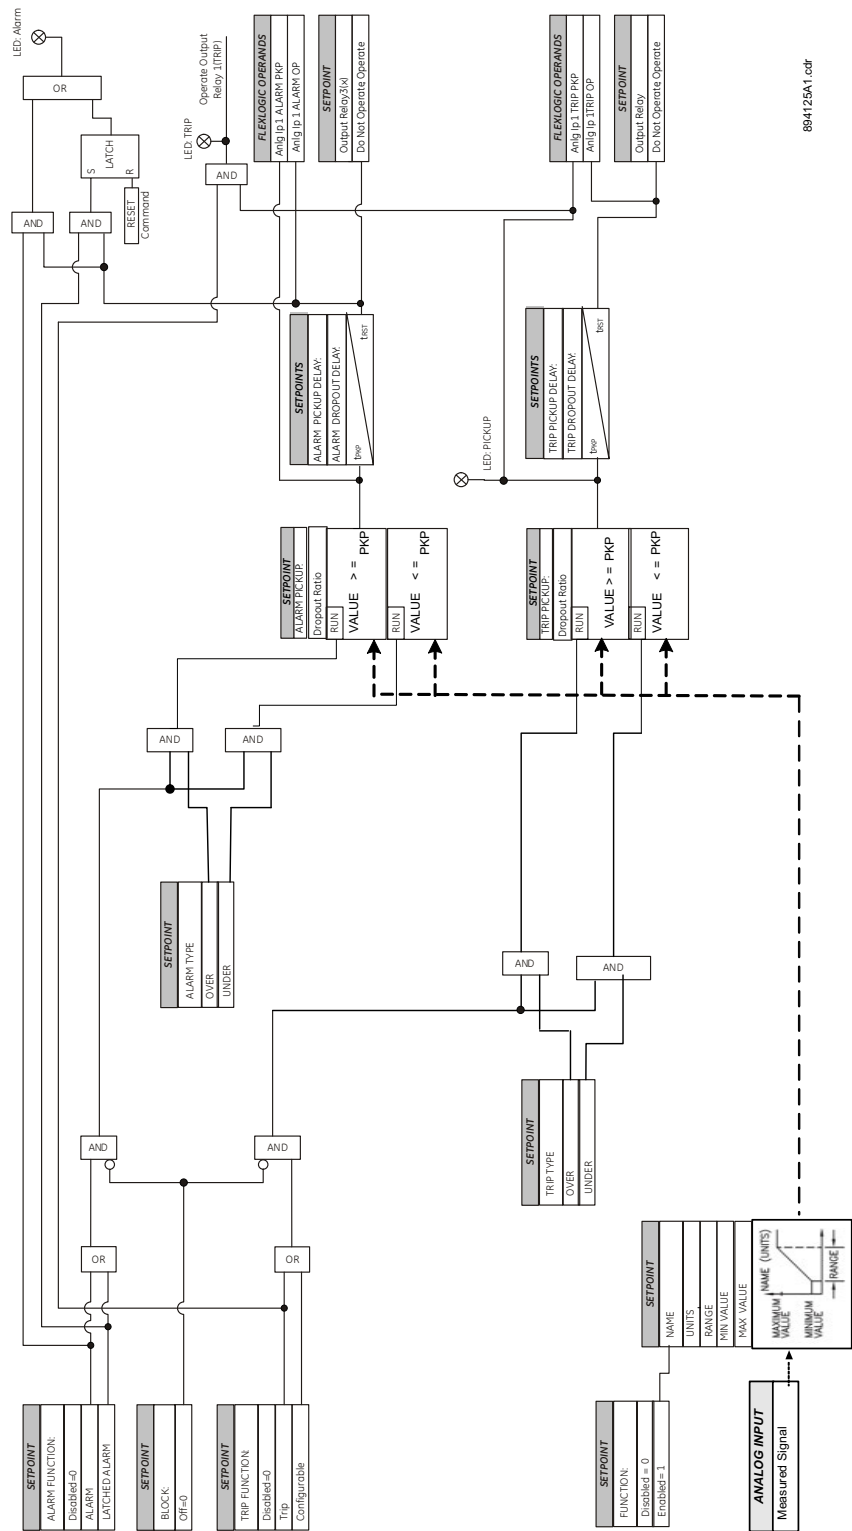 SETPOINT
ALARM FUNCTION:
Disabled=0
ALARM
LATCHED ALARM
SETPOINT
BLOCK:
Off=0
SETPOINT
TRIP FUNCTION:
Disabled=0
Trip
Configurable
SETPOINT
FUNCTION:
Disabled = 0
Enabled= 1
ANALOG INPUT
Measured Signal
OR
OR
AND
AND
SETPOINT
NAME
UNITS
RANGE
MIN VALUE
MAX VALUE
NAME (UNITS)
MAXIMUM
VALUE
MINIMUM
VALUE
RANGE
SETPOINT
ALARM TYPE
OVER
UNDER
SETPOINT
TRIP TYPE
OVER
UNDER
AND
AND
AND
AND
SETPOINT
ALARM PICKUP:
Dropout Ratio
RUN
VALUE > = PKP
RUN
VALUE < = PKP
SETPOINT
TRIP PICKUP:
Dropout Ratio
RUN
VALUE > = PKP
RUN
VALUE < = PKP
LED: PICKUP
SETPOINTS
ALARM PICKUP DELAY:
ALARM DROPOUT DELAY:
tPKP
tRST
SETPOINTS
TRIP PICKUP DELAY:
TRIP DROPOUT DELAY:
tPKP
tRST
AND
AND
RESET
Command
S
R
LATCH
OR
LED: Alarm
AND
LED: TRIP
Operate Output
Relay 1(TRIP)
FLEXLOGIC OPERANDS
Anlg Ip 1 ALARM PKP
Anlg Ip 1 ALARM OP
SETPOINT
Output Relay3(x)
Do Not Operate Operate
FLEXLOGIC OPERANDS
Anlg Ip 1 TRIP PKP
Anlg Ip 1TRIP OP
SETPOINT
Output Relay
Do Not Operate Operate
894125A1.cdr